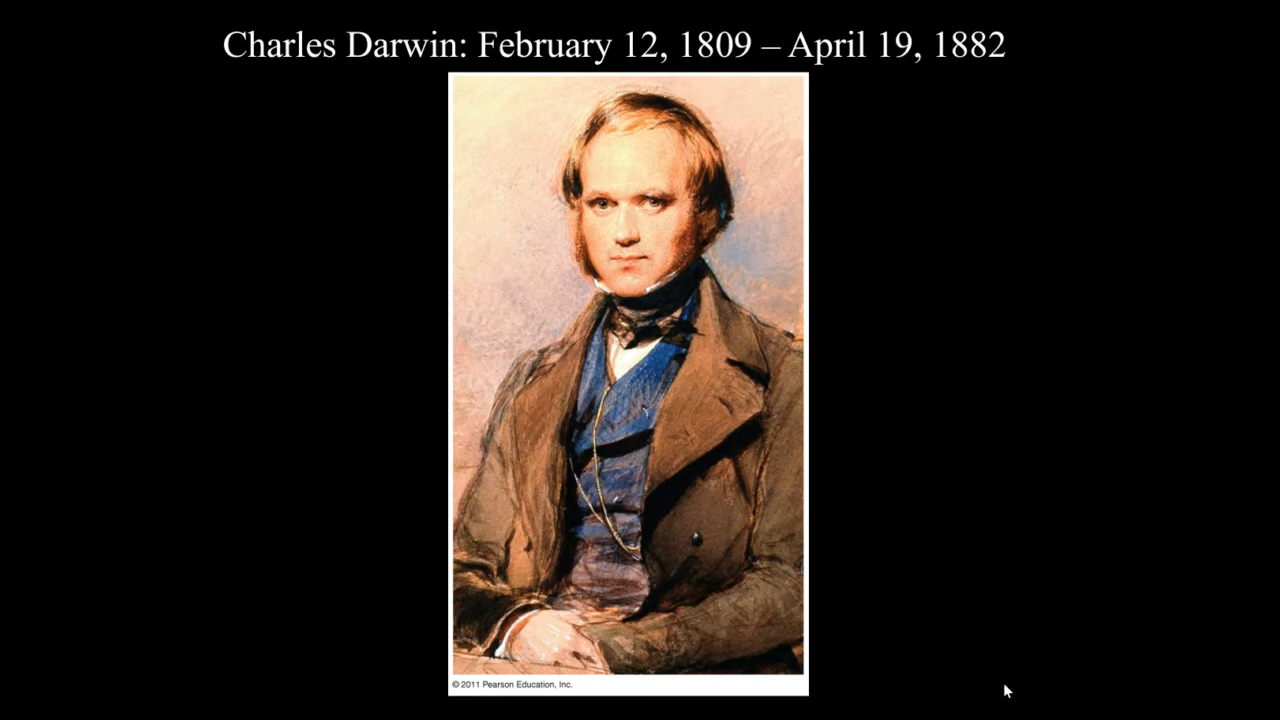 Charles Darwin: February 12, 1809 – April 19, 1882
© 2011 Pearson Education, Inc.